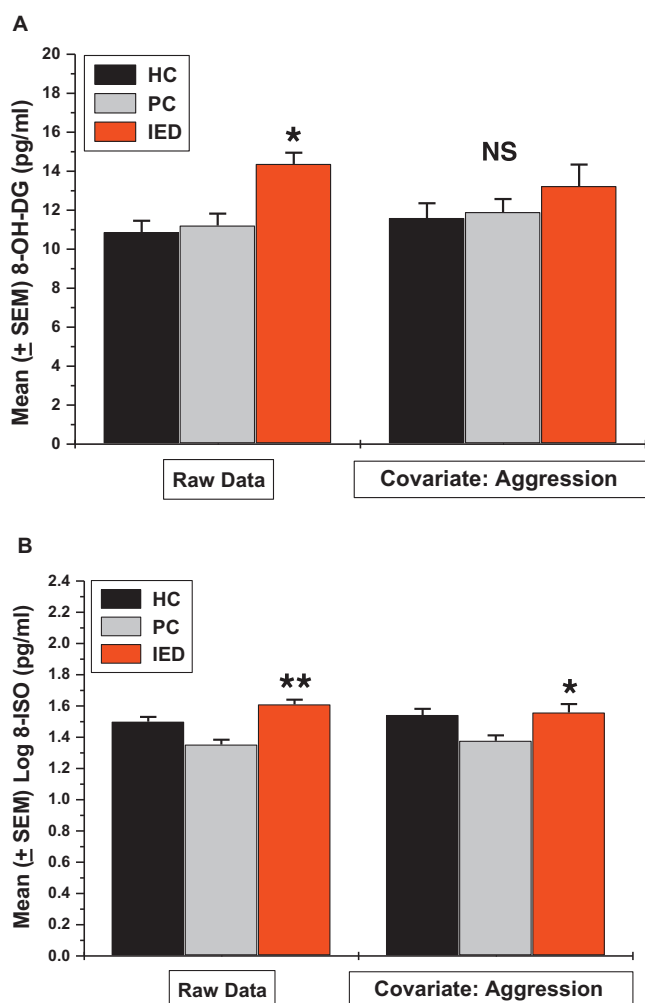 A
Mean (± SEM) 8-OH-DG (pg/ml)
20
18
16
14
12
10
8
6
4
2
0
HC
PC
IED
*
NS
Raw Data
Covariate: Aggression
B
Mean (± SEM) Log 8-ISO (pg/ml)
2.4
2.2
2.0
1.8
1.6
1.4
1.2
1.0
0.8
0.6
0.4
0.2
0.0
HC
PC
IED
**
*
Raw Data
Covariate: Aggression